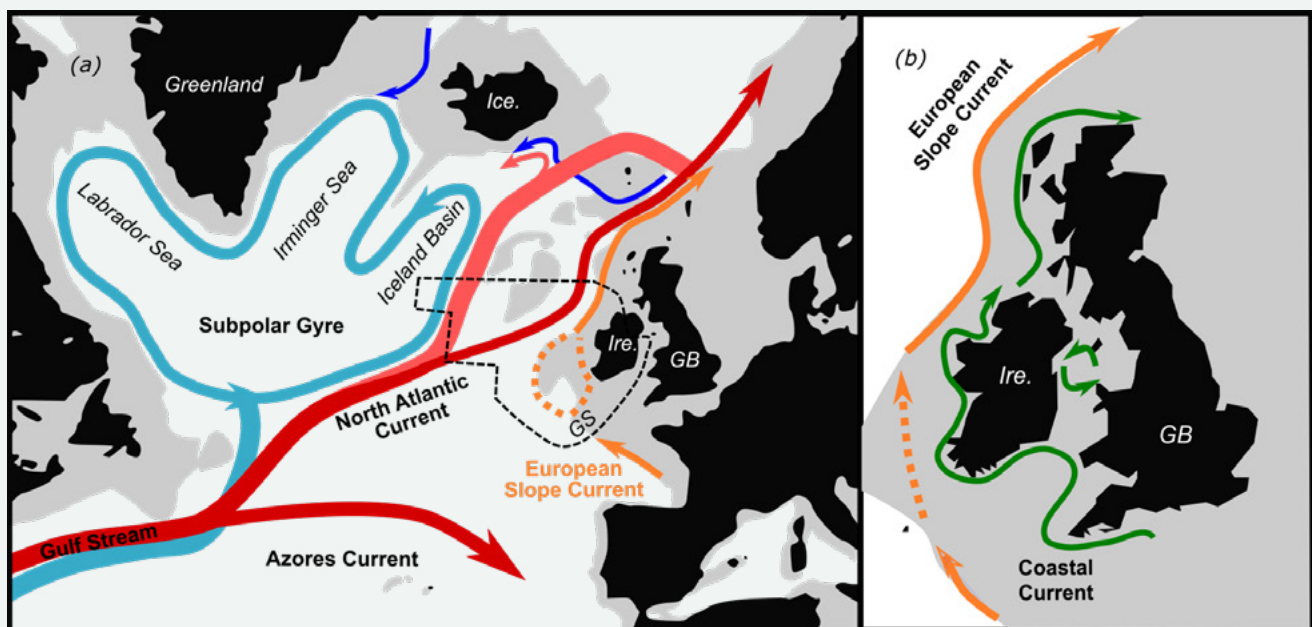 (a)
Greenland
Ice.
Labrador Sea
Irminger Sea
Iceland Basin
Subpolar Gyre
Ire.
GB
North Atlantic
Current
GS
European
Slope Current
Gulf Stream
Azores Current
(b)
European
Slope Current
Ire.
GB
Coastal
Current